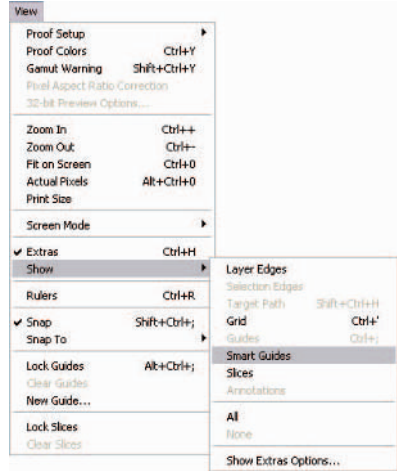 View
Proof Setup
Proof Colors Ctrl+Y
Gamut Warning Shift+Ctrl+Y
Pixel Aspect Ratio Correction
32-bit Preview Options...
Zoom In Ctrl++
Zoom Out Ctrl+-
Fit on Screen Ctrl+0
Actual Pixels Alt+Ctrl+0
Print Size
Screen Mode
Extras Ctrl+H
Show
Rulers Ctrl+R
Snap Shift+Ctrl+;
Snap To
Lock Guides Alt+Ctrl+;
Clear Guides
New Guide...
Lock Slices
Clear Slices
Layer Edges
Selection Edges
Target Path Shift+Ctrl+H
Grid Ctrl+'
Guides Ctrl+;
Smart Guides
Slices
Annotations
All
None
Show Extras Options...